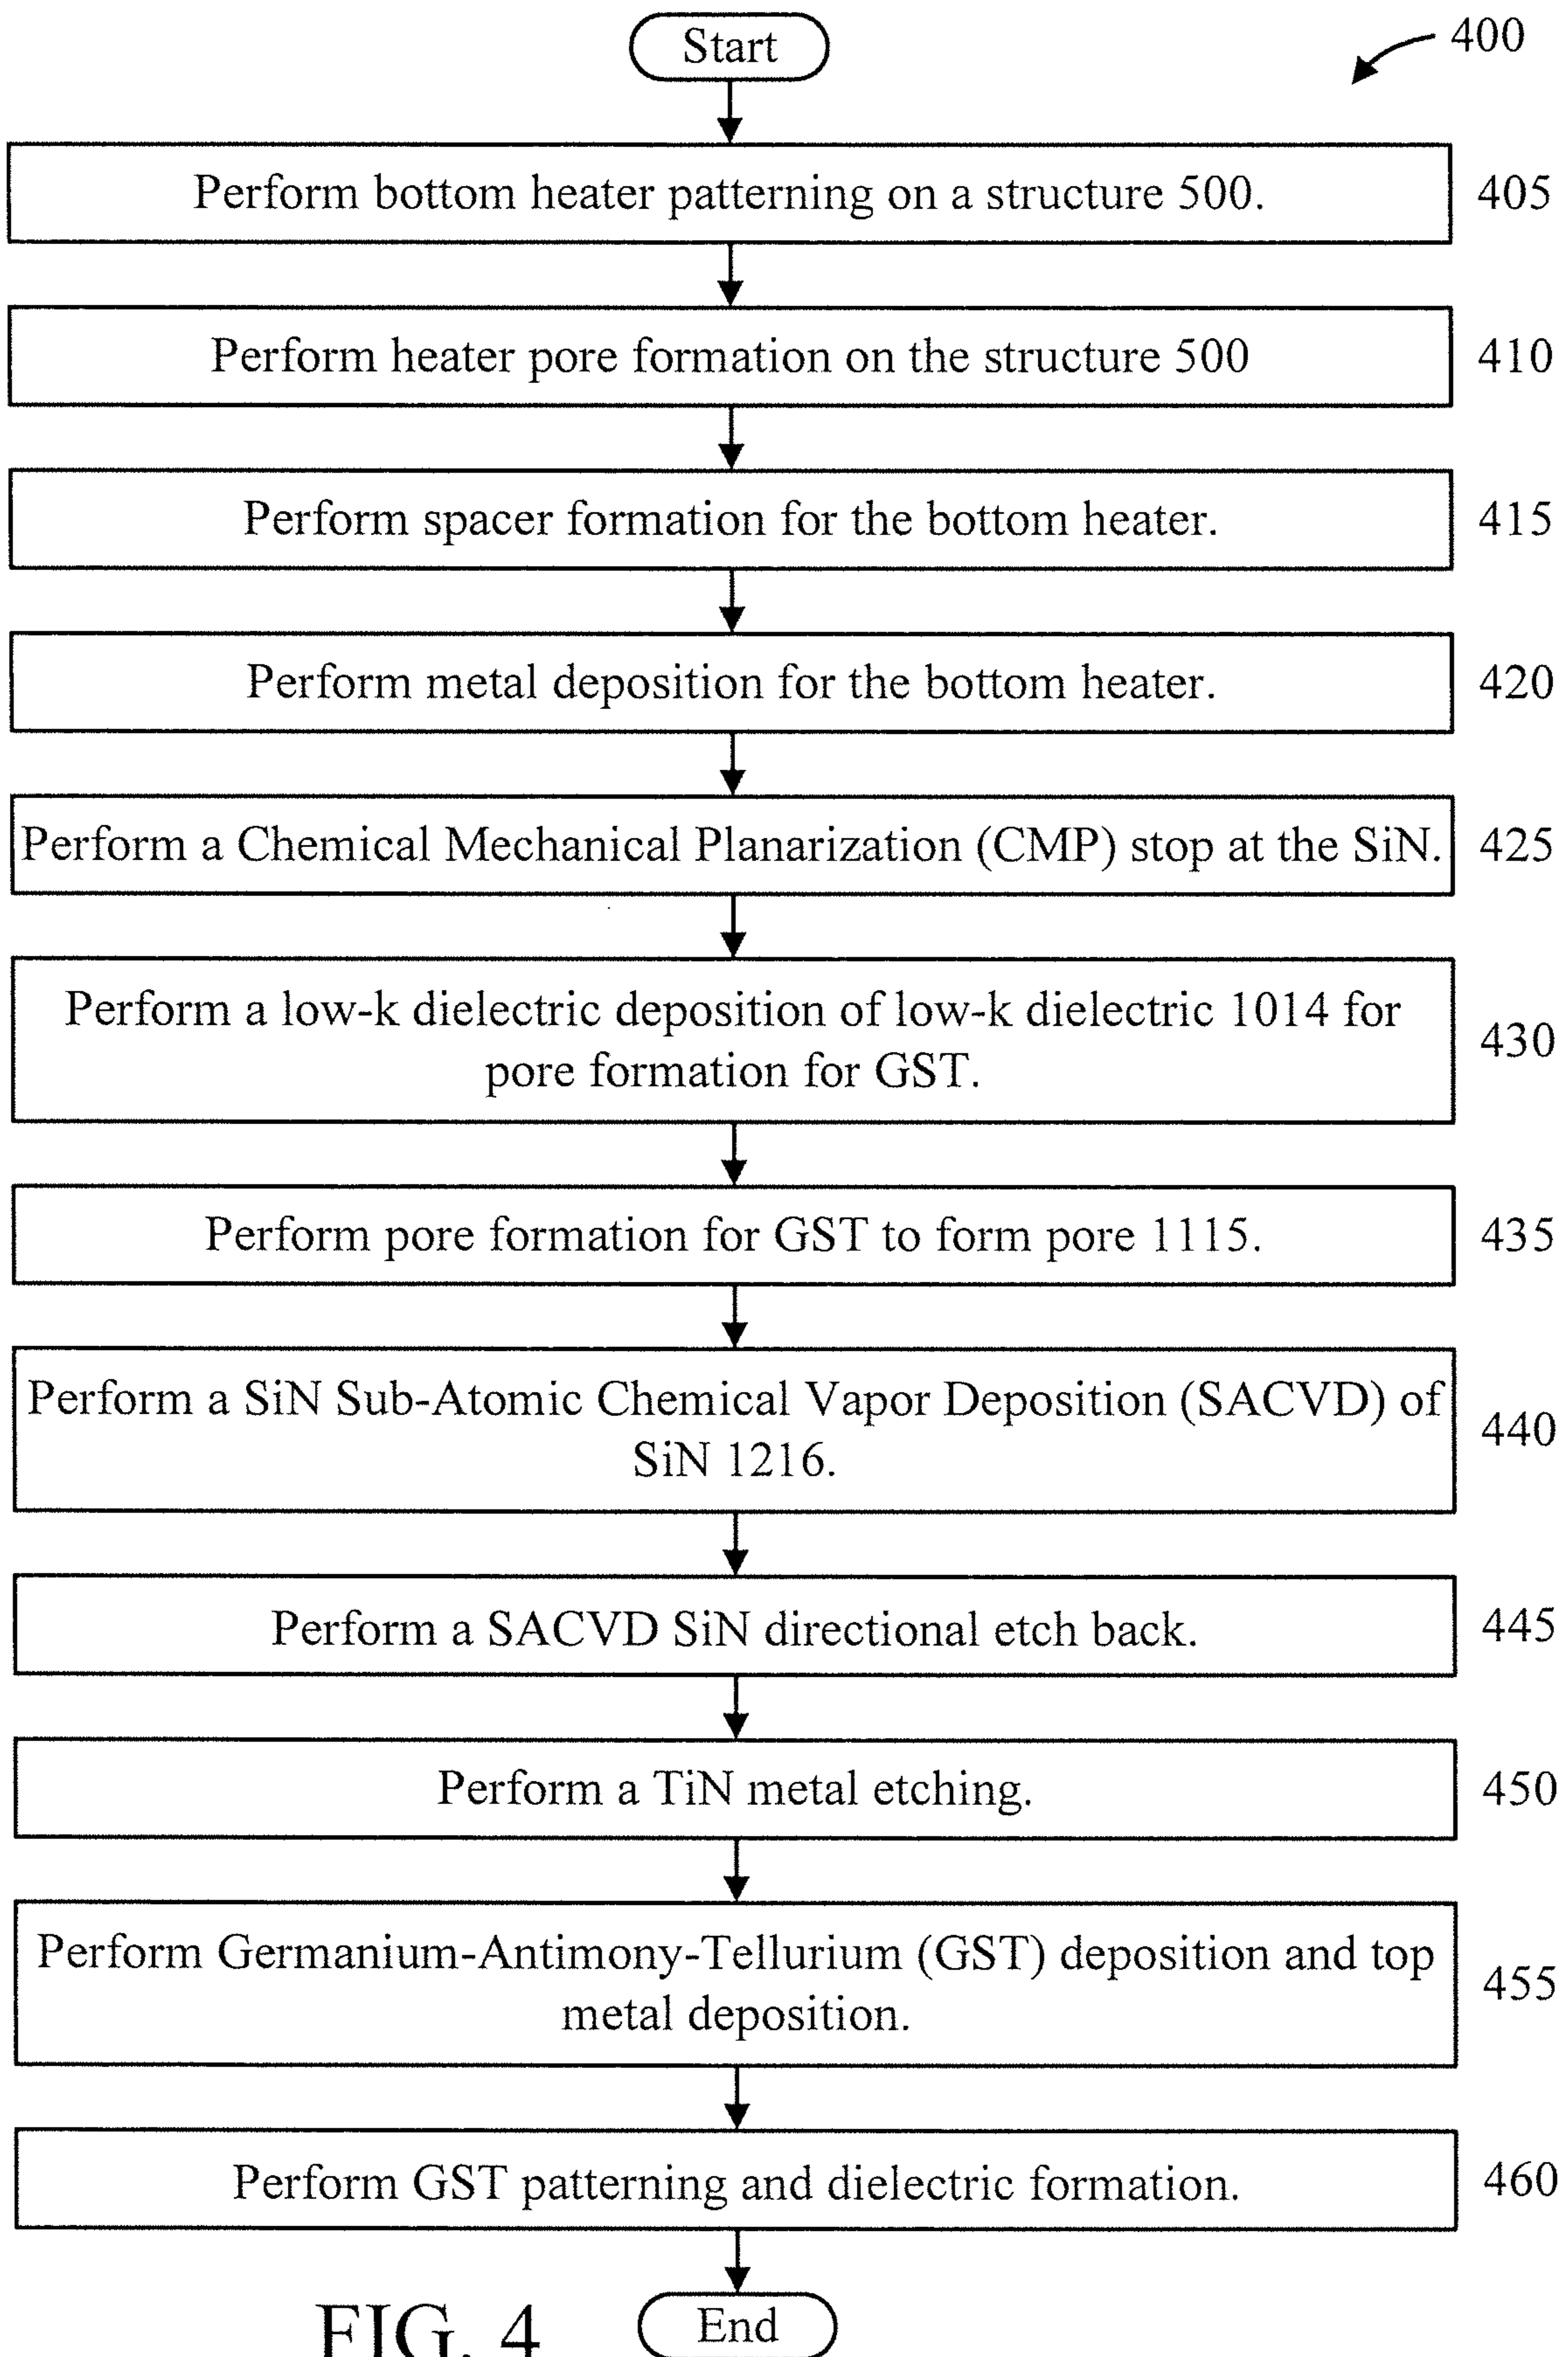 Start
400
Perform bottom heater patterning on a structure 500.
405
Perform heater pore formation on the structure 500
410
Perform spacer formation for the bottom heater.
415
Perform metal deposition for the bottom heater.
420
Perform a Chemical Mechanical Planarization (CMP) stop at the SiN.
425
Perform a low-k dielectric deposition of low-k dielectric 1014 for
pore formation for GST.
430
Perform pore formation for GST to form pore 1115.
435
Perform a SiN Sub-Atomic Chemical Vapor Deposition (SACVD) of
SiN 1216.
440
Perform a SACVD SiN directional etch back.
445
Perform a TiN metal etching.
450
Perform Germanium-Antimony-Tellurium (GST) deposition and top
metal deposition.
455
Perform GST patterning and dielectric formation.
460
FIG. 4
End